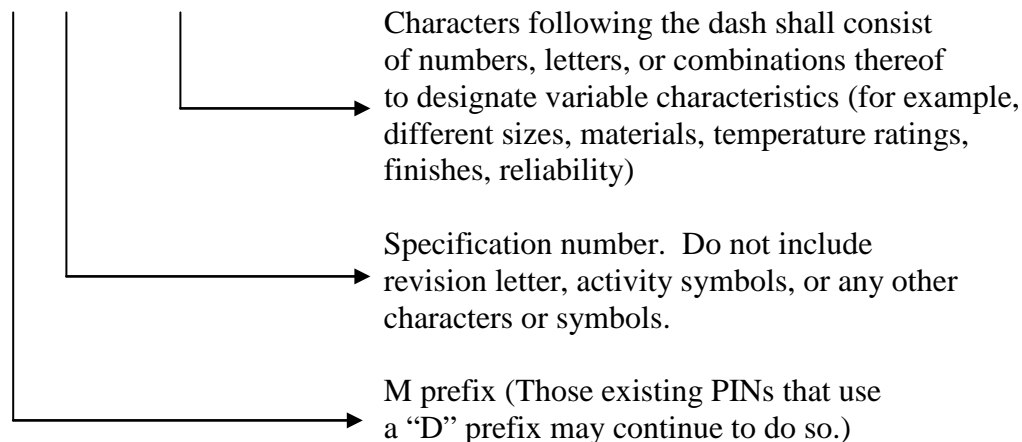 Characters following the dash shall consist
of numbers, letters, or combinations thereof
to designate variable characteristics (for example,
different sizes, materials, temperature ratings,
finishes, reliability)
Specification number.  Do not include
revision letter, activity symbols, or any other
characters or symbols.
M prefix (Those existing PINs that use
a “D” prefix may continue to do so.)